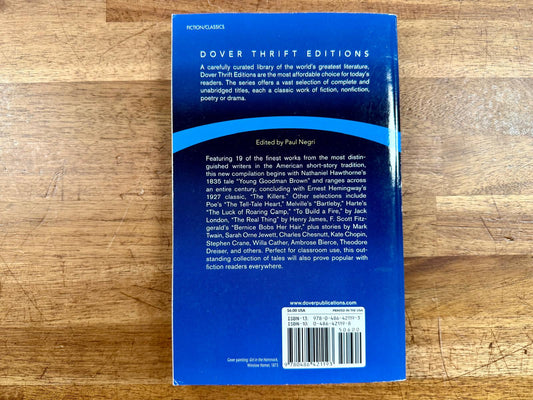 FICTION/CLASSICS
DOVER THRIFT EDITIONS
A carefully curated library of the world's greatest literature,
Dover Thrift Editions are the most affordable choice for today's
readers. The series offers a vast selection of complete and
unabridged titles, each a classic work of fiction, nonfiction,
poetry or drama.
Edited by Paul Negri
Featuring 19 of the finest works from the most distin-
guished writers in the American short-story tradition,
this new compilation begins with Nathaniel Hawthorne's
1835 tale "Young Goodman Brown" and ranges across
an entire century, concluding with Ernest Hemingway's
1927 classic, "The Killers." Other selections include
Poe's "The Tell-Tale Heart," Melville's "Bartleby," Harte's
"The Luck of Roaring Camp," "To Build a Fire," by Jack
London, "The Real Thing" by Henry James, F. Scott Fitz-
gerald's "Bernice Bobs Her Hair," plus stories by Mark
Twain, Sarah Orne Jewett, Charles Chesnutt, Kate Chopin,
Stephen Crane, Willa Cather, Ambrose Bierce, Theodore
Dreiser, and others. Perfect for classroom use, this out-
standing collection of tales will also prove popular with
fiction readers everywhere.
www.doverpublications.com
$6.00 USA PRINTED IN THE USA
ISBN-13 978-0-486-42119-3
ISBN-10 0-486-42119-8
50600
9 780486 421193
Cover painting: Girl in the Hammock,
Winslow Homer, 1873